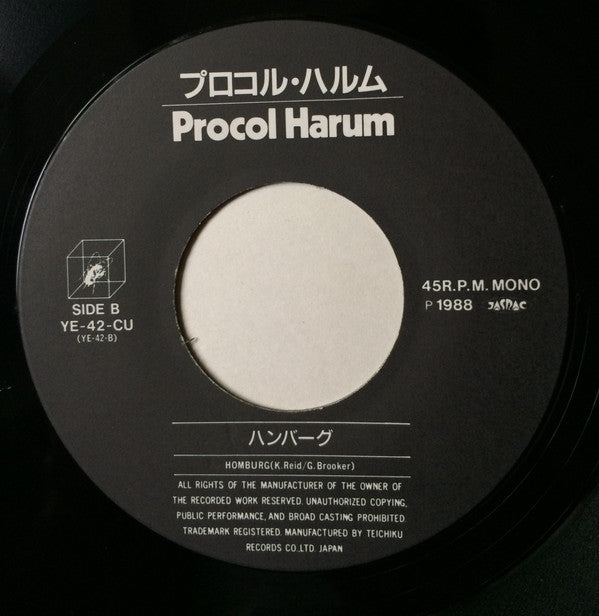 プロコル・ハルム
Procol Harum
SIDE B
YE-42-CU
(YE-42-B)
45R.P.M. MONO
P 1988 JASRAC
ハンバーグ
HOMBURG(K.Reid/G.Brooker)
ALL RIGHTS OF THE MANUFACTURER OF THE OWNER OF
THE RECORDED WORK RESERVED. UNAUTHORIZED COPYING,
PUBLIC PERFORMANCE, AND BROAD CASTING PROHIBITED.
TRADEMARK REGISTERED. MANUFACTURED BY TEICHIKU
RECORDS CO.LTD. JAPAN